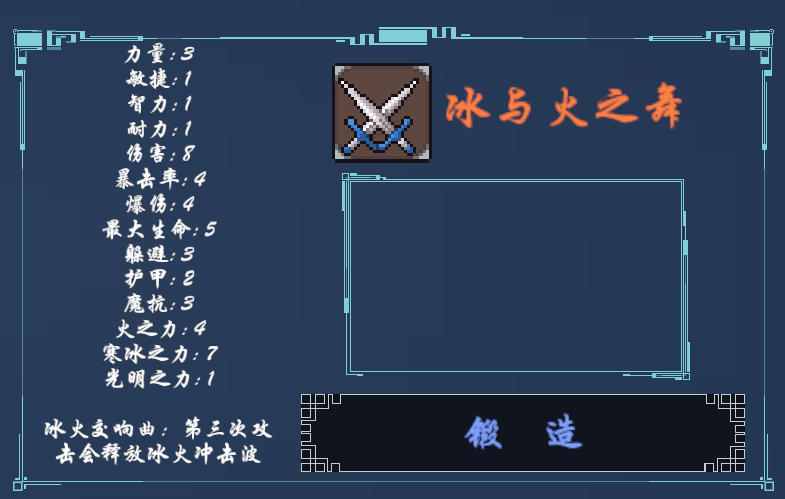 力量:3
敏捷:1
智力:1
耐力:1
伤害:8
暴击率:4
爆伤:4
最大生命:5
躲避:3
护甲:2
魔抗:3
火之力:4
寒冰之力:7
光明之力:1
冰火交响曲：第三次攻
击会释放冰火冲击波
冰与火之舞
锻 造